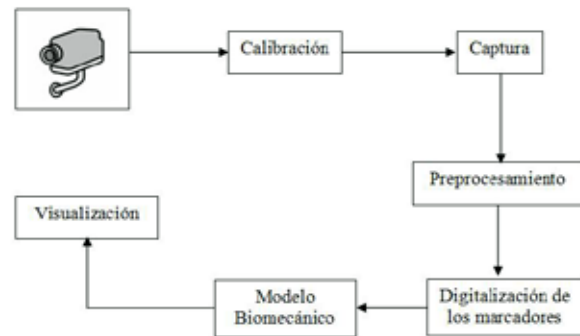 Calibración
Captura
Preprocesamiento
Digitalización de
los marcadores
Modelo
Biomecánico
Visualización